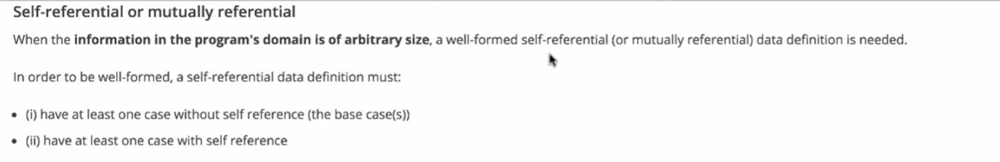 Self-referential or mutually referential
When the information in the program's domain is of arbitrary size, a well-formed self-referential (or mutually referential) data definition is needed.
In order to be well-formed, a self-referential data definition must:
• (i) have at least one case without self reference (the base case(s))
• (ii) have at least one case with self reference